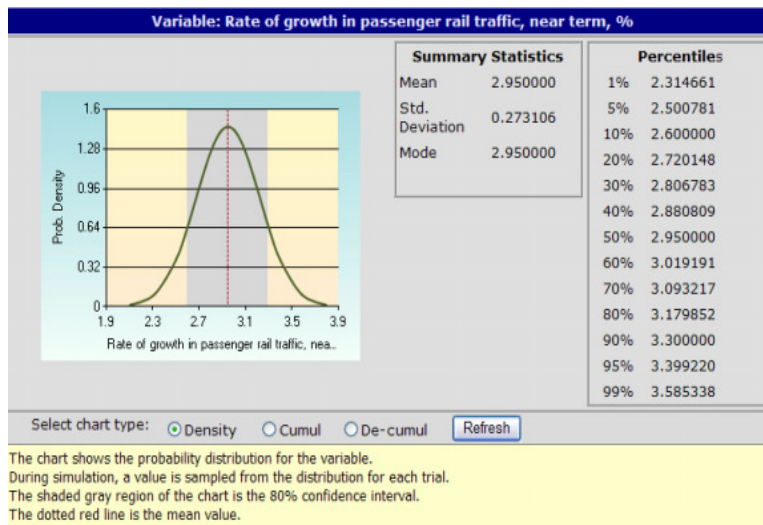 Variable: Rate of growth in passenger rail traffic, near term, %
Summary Statistics
Mean 2.950000
Std. Deviation 0.273106
Mode 2.950000
Percentiles
1% 2.314661
5% 2.500781
10% 2.600000
20% 2.720148
30% 2.806783
40% 2.880809
50% 2.950000
60% 3.019191
70% 3.093217
80% 3.179852
90% 3.300000
95% 3.399220
99% 3.585338
Prob. Density
1.6
1.28
0.96
0.64
0.32
0
1.9 2.3 2.7 3.1 3.5 3.9
Rate of growth in passenger rail traffic, nea..
Select chart type: Density Cumul De-cumul Refresh
The chart shows the probability distribution for the variable.
During simulation, a value is sampled from the distribution for each trial.
The shaded gray region of the chart is the 80% confidence interval.
The dotted red line is the mean value.